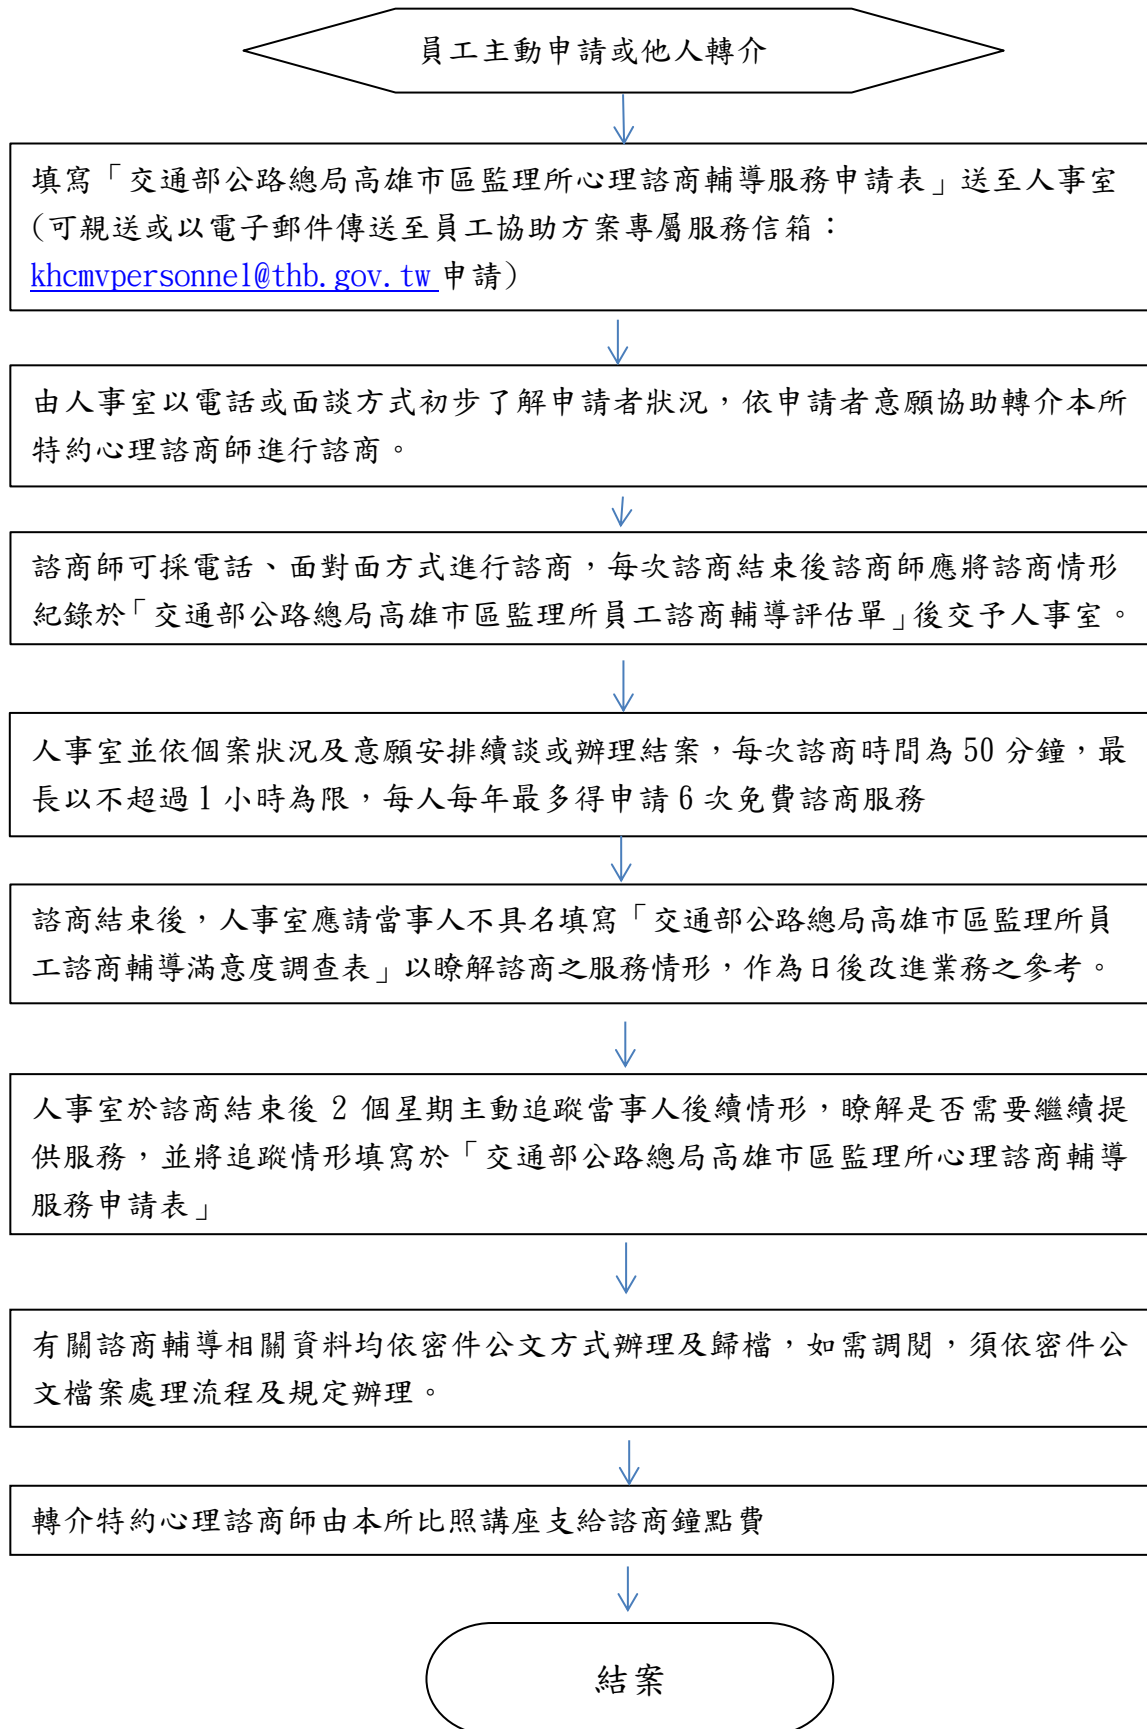 員工主動申請或他人轉介
填寫「交通部公路總局高雄市區監理所心理諮商輔導服務申請表」送至人事室
(可親送或以電子郵件傳送至員工協助方案專屬服務信箱：
khcmvpersonnel@thb.gov.tw 申請)
由人事室以電話或面談方式初步了解申請者狀況，依申請者意願協助轉介本所
特約心理諮商師進行諮商。
諮商師可採電話、面對面方式進行諮商，每次諮商結束後諮商師應將諮商情形
紀錄於「交通部公路總局高雄市區監理所員工諮商輔導評估單」後交予人事室。
人事室並依個案狀況及意願安排續談或辦理結案，每次諮商時間為 50 分鐘，最
長以不超過 1 小時為限，每人每年最多得申請 6 次免費諮商服務
諮商結束後，人事室應請當事人不具名填寫「交通部公路總局高雄市區監理所員
工諮商輔導滿意度調查表」以瞭解諮商之服務情形，作為日後改進業務之參考。
人事室於諮商結束後 2 個星期主動追蹤當事人後續情形，瞭解是否需要繼續提
供服務，並將追蹤情形填寫於「交通部公路總局高雄市區監理所心理諮商輔導
服務申請表」
有關諮商輔導相關資料均依密件公文方式辦理及歸檔，如需調閱，須依密件公
文檔案處理流程及規定辦理。
轉介特約心理諮商師由本所比照講座支給諮商鐘點費
結案